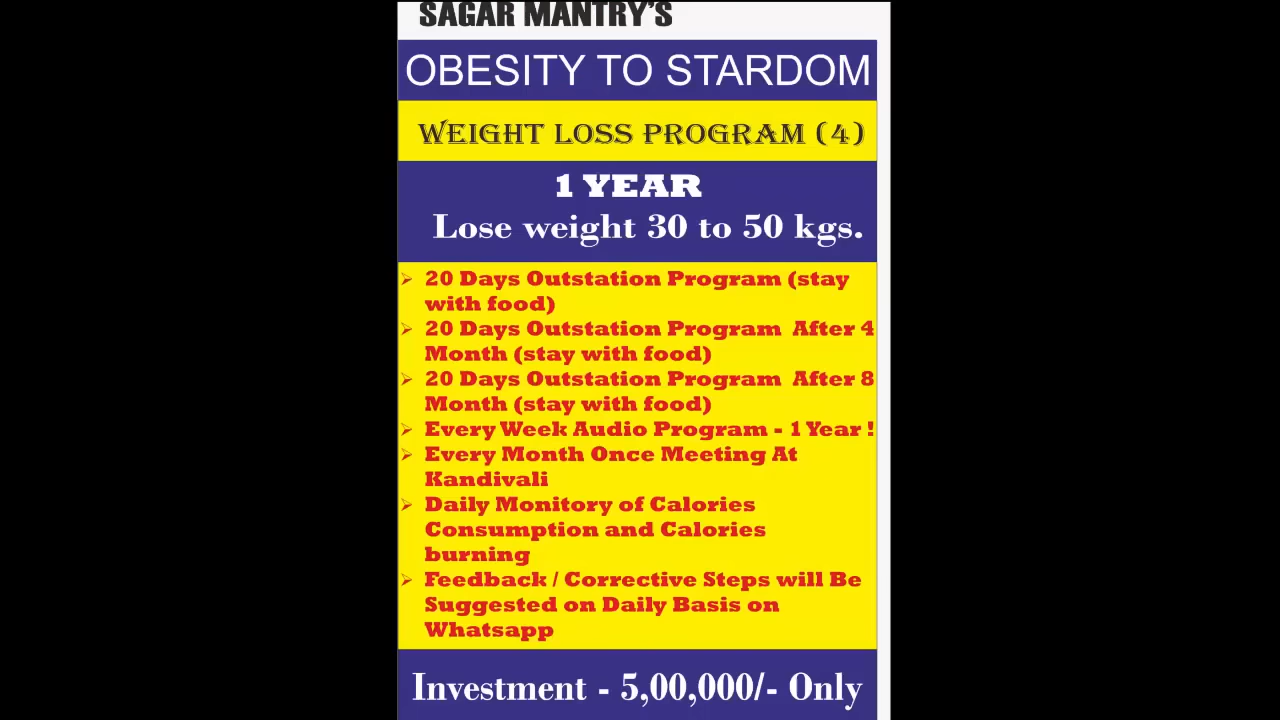 SAGAR MANTRY'S
OBESITY TO STARDOM
WEIGHT LOSS PROGRAM (4)
1 YEAR
Lose weight 30 to 50 kgs.
20 Days Outstation Program (stay
with food)
20 Days Outstation Program After 4
Month (stay with food)
20 Days Outstation Program After 8
Month (stay with food)
Every Week Audio Program - 1 Year !
Every Month Once Meeting At
Kandivali
Daily Monitory of Calories
Consumption and Calories
burning
Feedback / Corrective Steps will Be
Suggested on Daily Basis on
Whatsapp
Investment - 5,00,000/- Only